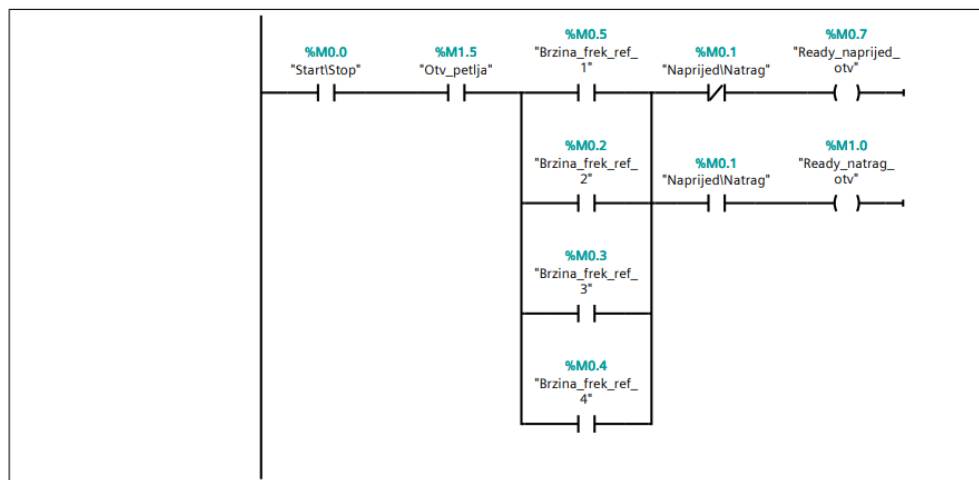 %M0.0
"Start\Stop"
%M1.5
"Otv_petlja"
%M0.5
"Brzina_frek_ref_
1"
%M0.1
"Naprijed\Natrag"
%M0.7
"Ready_naprijed_
otv"
%M0.2
"Brzina_frek_ref_
2"
%M0.1
"Naprijed\Natrag"
%M1.0
"Ready_natrag_
otv"
%M0.3
"Brzina_frek_ref_
3"
%M0.4
"Brzina_frek_ref_
4"